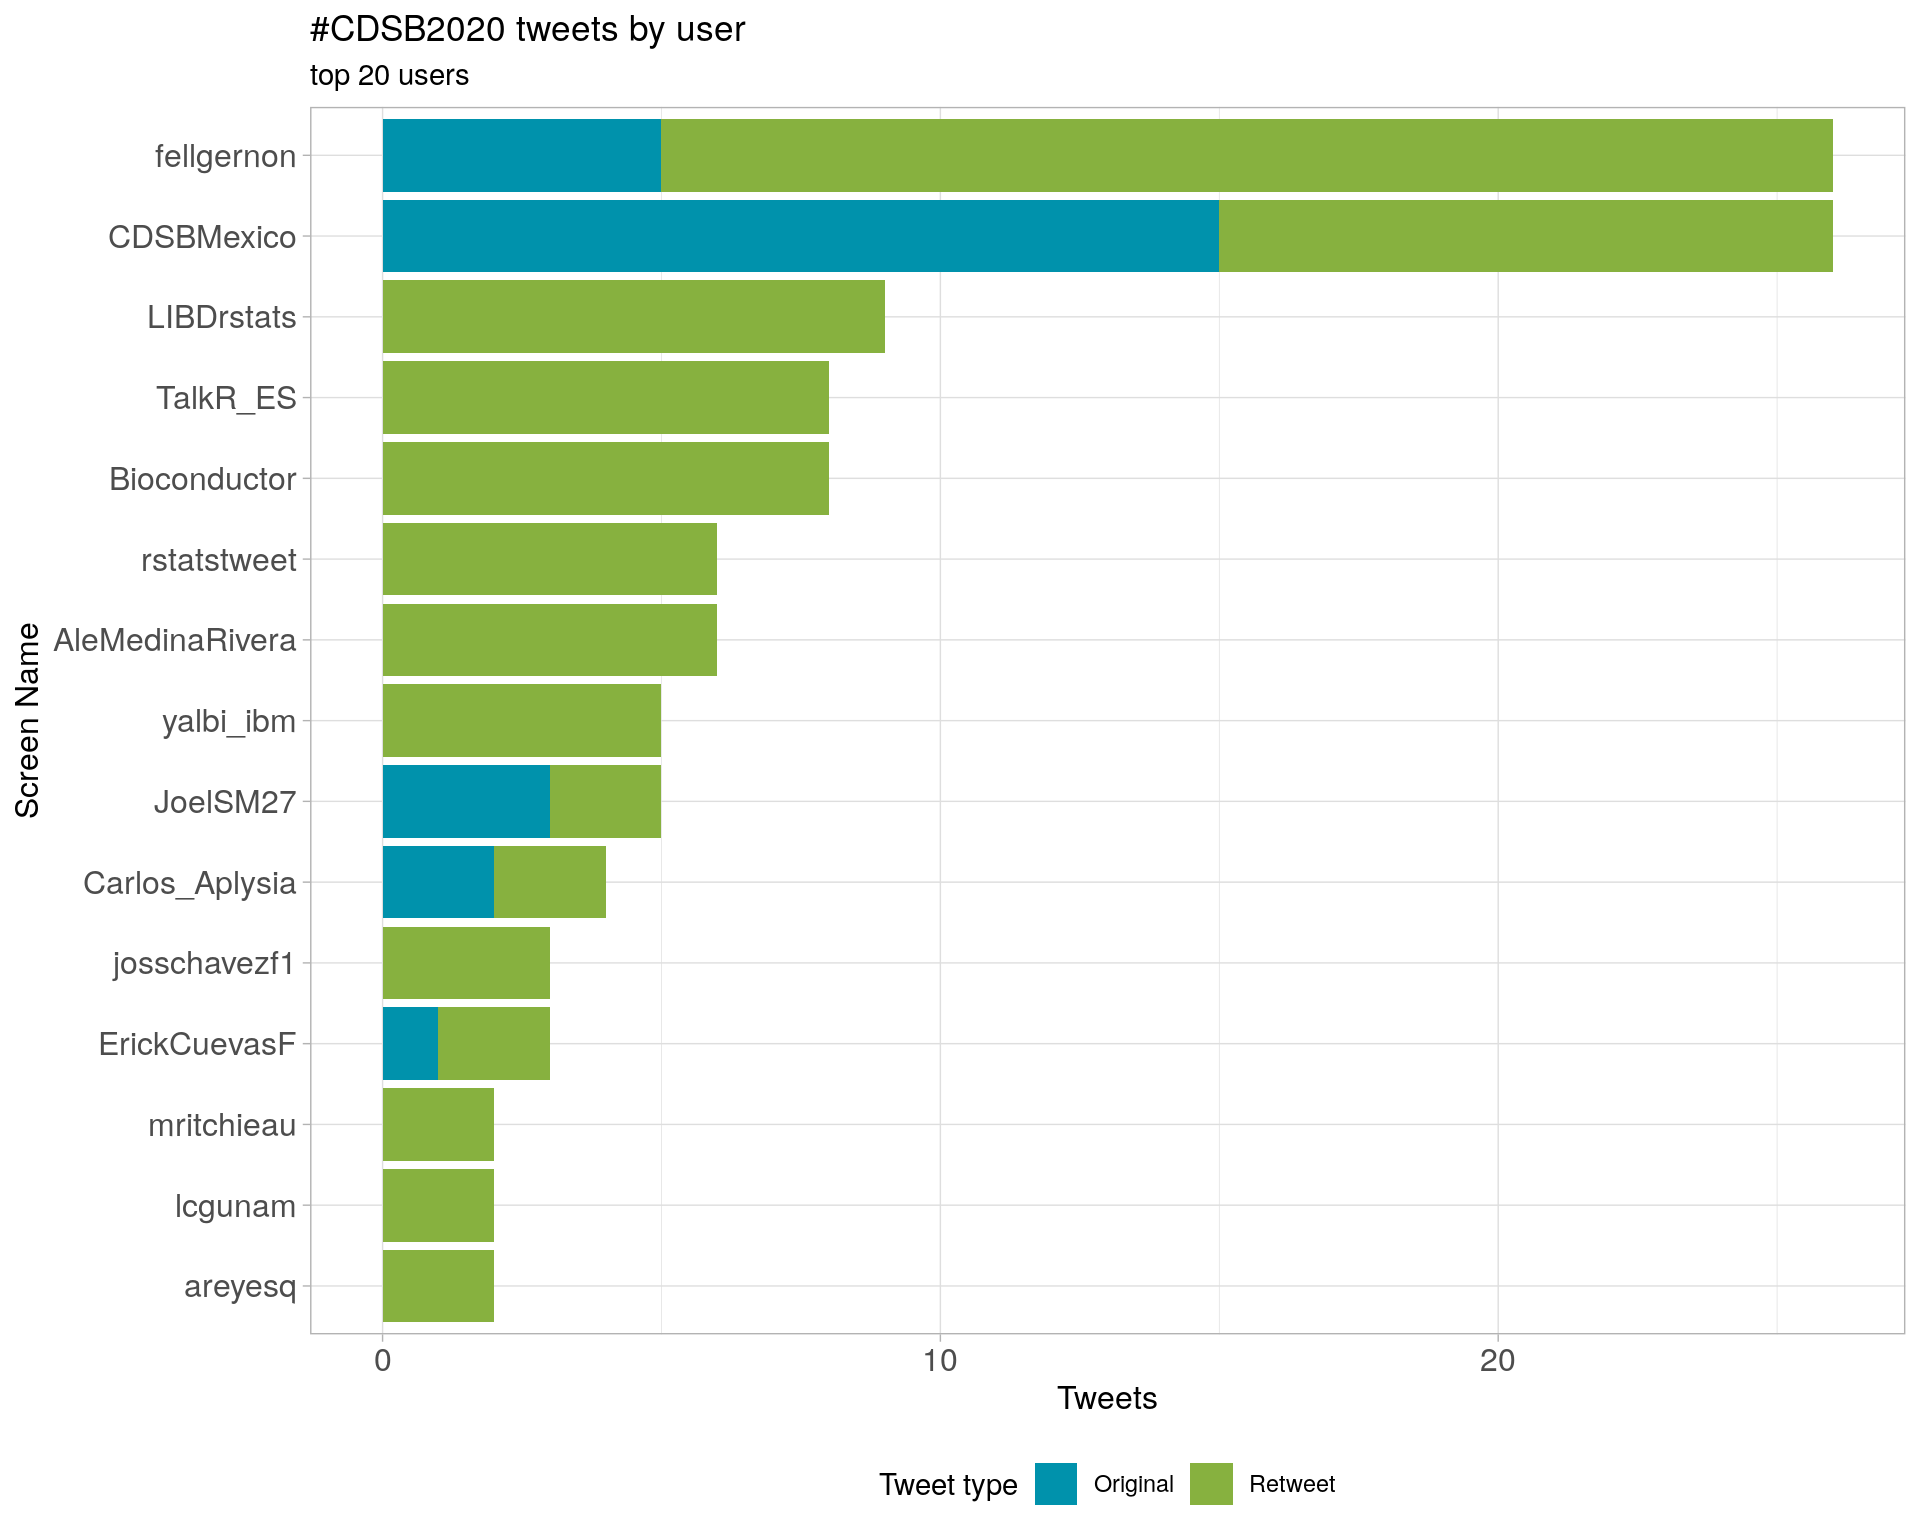 #CDSB2020 tweets by user
top 20 users
Screen Name
fellgernon
CDSBMexico
LIBDrstats
TalkR_ES
Bioconductor
rstatstweet
AleMedinaRivera
yalbi_ibm
JoelSM27
Carlos_Aplysia
josschavezf1
ErickCuevasF
mritchieau
lcgunam
areyesq
0 10 20
Tweets
Tweet type Original Retweet